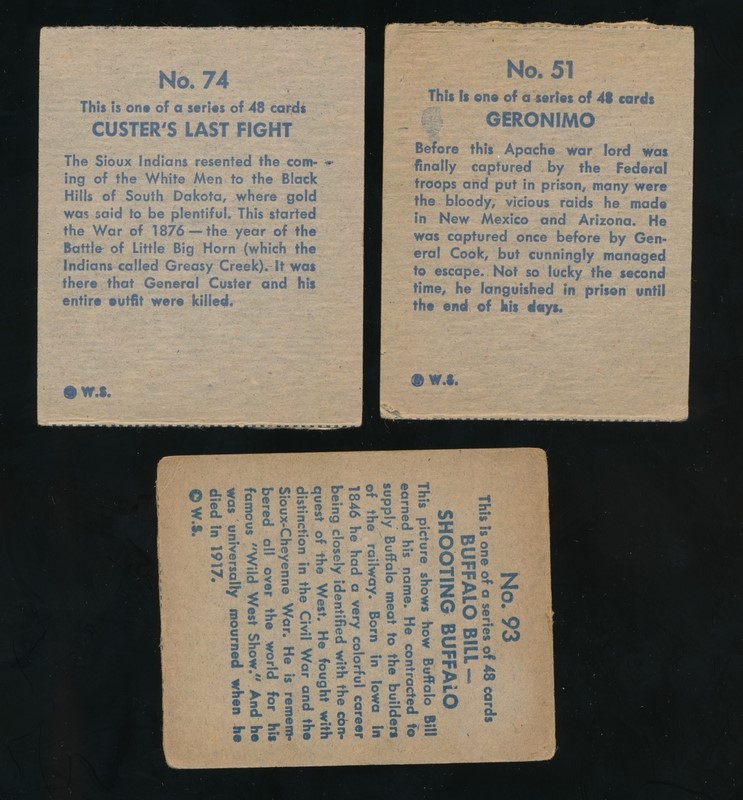 No. 74
This is one of a series of 48 cards
CUSTER'S LAST FIGHT
The Sioux Indians resented the com-
ing of the White Men to the Black
Hills of South Dakota, where gold
was said to be plentiful. This started
the War of 1876—the year of the
Battle of Little Big Horn (which the
Indians called Greasy Creek). It was
there that General Custer and his
entire outfit were killed.
© W.S.
No. 51
This is one of a series of 48 cards
GERONIMO
Before this Apache war lord was
finally captured by the Federal
troops and put in prison, many were
the bloody, vicious raids he made
in New Mexico and Arizona. He
was captured once before by Gen-
eral Cook, but cunningly managed
to escape. Not so lucky the second
time, he languished in prison until
the end of his days.
© W.S.
No. 93
This is one of a series of 48 cards
BUFFALO BILL —
SHOOTING BUFFALO
This picture shows how Buffalo Bill
earned his name. He contracted to
supply Buffalo meat to the builders
of the railway. Born in Iowa in
1846 he had a very colorful career
being closely identified with the con-
quest of the West. He fought with
distinction in the Civil War and the
Sioux-Cheyenne War. He is remem-
bered all over the world for his
famous "Wild West Show." And he
was universally mourned when he
died in 1917.
© W.S.